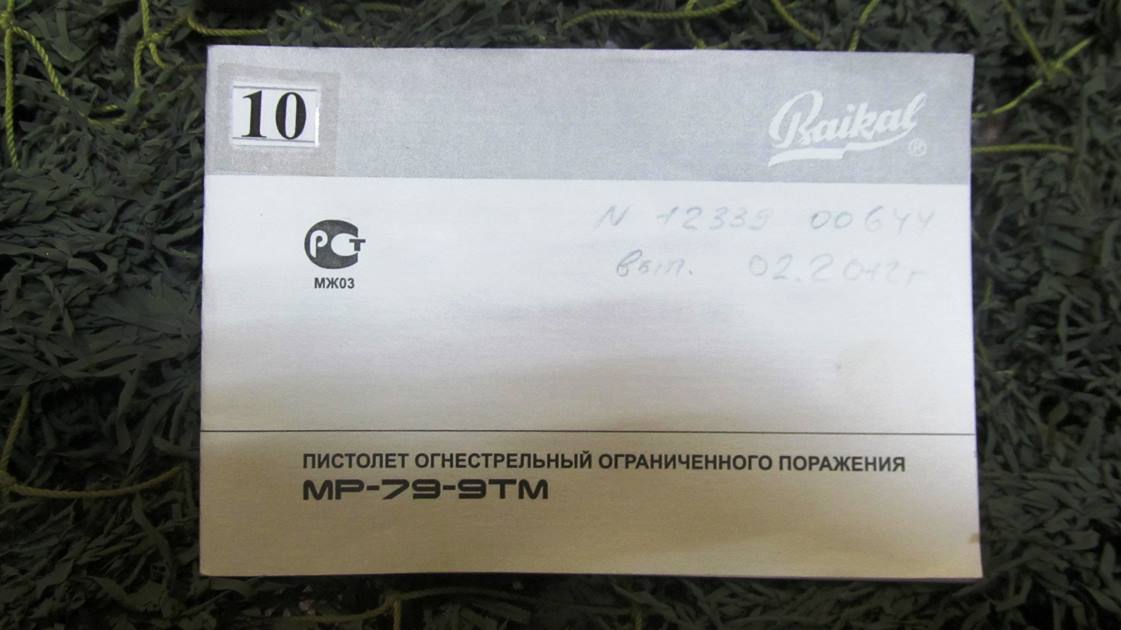 10
Baikal ®
РСТ
МЖ03
N 12339 00644
вып. 02.2012г
ПИСТОЛЕТ ОГНЕСТРЕЛЬНЫЙ ОГРАНИЧЕННОГО ПОРАЖЕНИЯ
МР-79-9ТМ